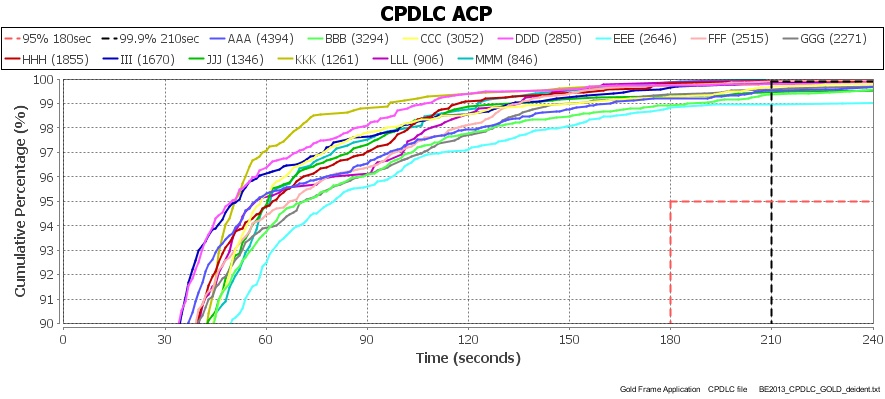 CPDLC ACP
95% 180sec 99.9% 210sec AAA (4394) BBB (3294) CCC (3052) DDD (2850) EEE (2646) FFF (2515) GGG (2271)
HHH (1855) III (1670) JJJ (1346) KKK (1261) LLL (906) MMM (846)
Cumulative Percentage (%)
100
99
98
97
96
95
94
93
92
91
90
0 30 60 90 120 150 180 210 240
Time (seconds)
Gold Frame Application CPDLC file BE2013_CPDLC_GOLD_deident.txt